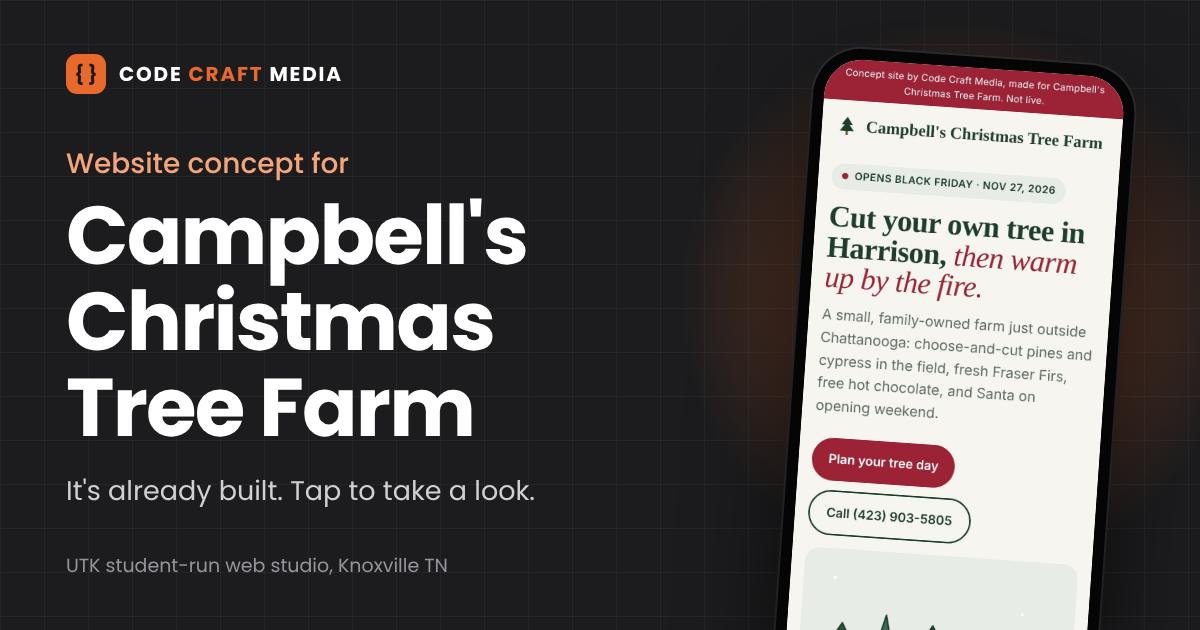 { } CODE CRAFT MEDIA
Website concept for
Campbell's
Christmas
Tree Farm
It's already built. Tap to take a look.
UTK student-run web studio, Knoxville TN
Concept site by Code Craft Media, made for Campbell's
Christmas Tree Farm. Not live.
Campbell's Christmas Tree Farm
OPENS BLACK FRIDAY · NOV 27, 2026
Cut your own tree in
Harrison, then warm
up by the fire.
A small, family-owned farm just outside
Chattanooga: choose-and-cut pines and
cypress in the field, fresh Fraser Firs,
free hot chocolate, and Santa on
opening weekend.
Plan your tree day
Call (423) 903-5805